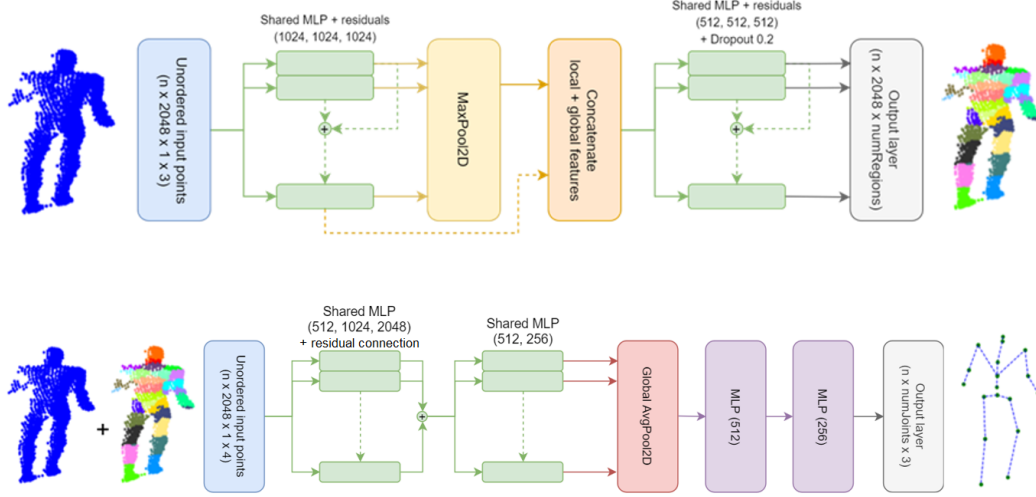 Shared MLP + residuals
(1024, 1024, 1024)
Shared MLP + residuals
(512, 512, 512)
+ Dropout 0.2
Unordered input points
(n x 2048 x 1 x 3)
+
MaxPool2D
Concatenate
local + global features
+
Output layer
(n x 2048 x numRegions)
Shared MLP
(512, 1024, 2048)
+ residual connection
Shared MLP
(512, 256)
+
Unordered input points
(n x 2048 x 1 x 4)
+
Global AvgPool2D
MLP (512)
MLP (256)
Output layer
(n x numJoints x 3)